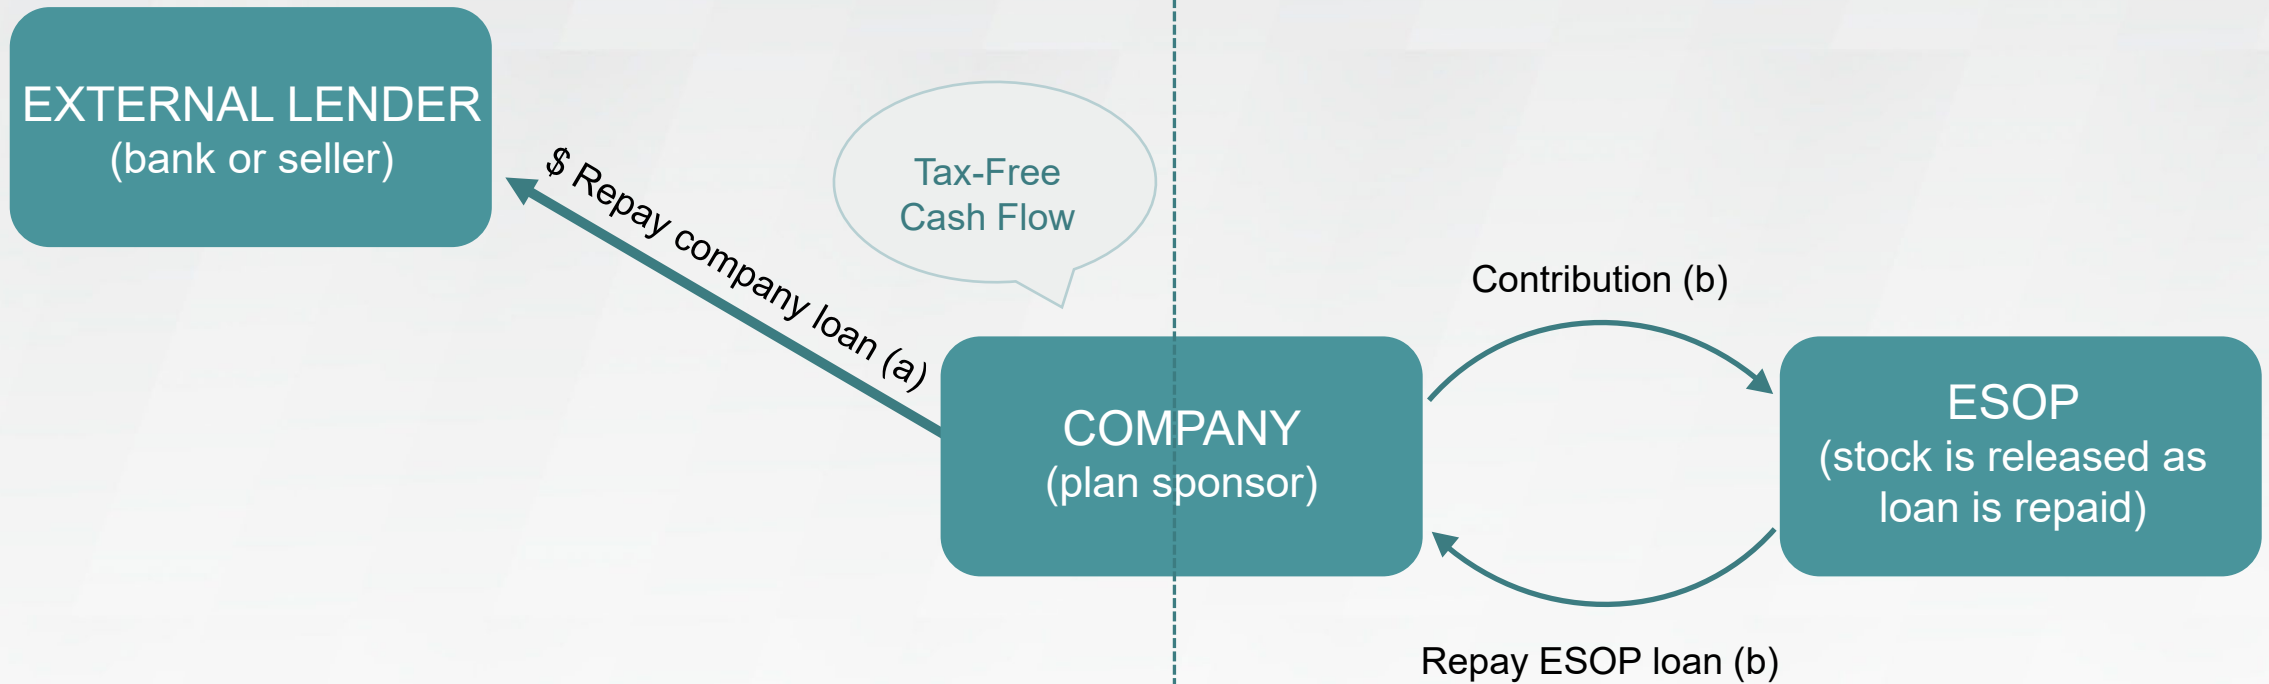 EXTERNAL LENDER
(bank or seller)
$ Repay company loan (a)
Tax-Free
Cash Flow
Contribution (b)
COMPANY
(plan sponsor)
ESOP
(stock is released as
loan is repaid)
Repay ESOP loan (b)